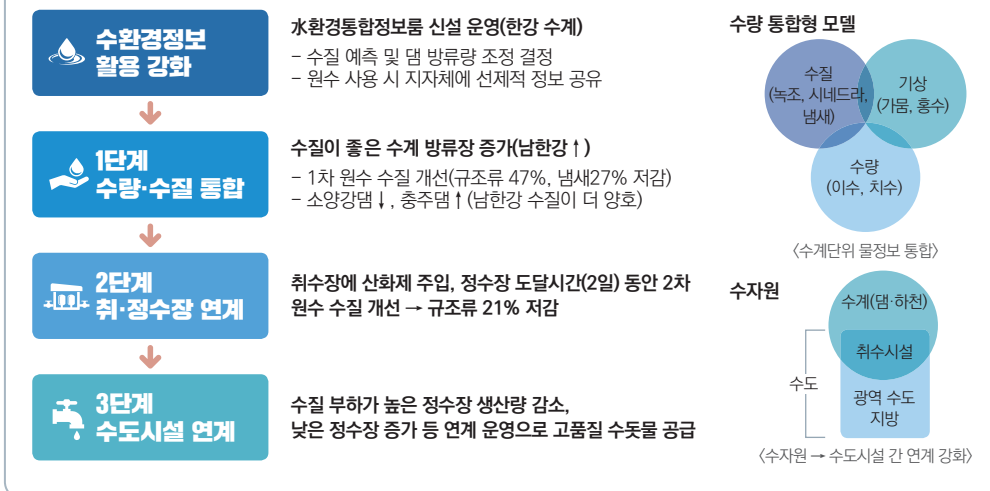 수환경정보
활용 강화
水환경통합정보룸 신설 운영(한강 수계)
- 수질 예측 및 댐 방류량 조정 결정
- 원수 사용 시 지자체에 선제적 정보 공유
1단계
수량·수질 통합
수질이 좋은 수계 방류장 증가(남한강↑)
- 1차 원수 수질 개선(규조류 47%, 냄새27% 저감)
- 소양강댐↓, 충주댐↑(남한강 수질이 더 양호)
2단계
취·정수장 연계
취수장에 산화제 주입, 정수장 도달시간(2일) 동안 2차
원수 수질 개선 → 규조류 21% 저감
3단계
수도시설 연계
수질 부하가 높은 정수장 생산량 감소,
낮은 정수장 증가 등 연계 운영으로 고품질 수돗물 공급
수량 통합형 모델
수질
(녹조, 시네드라,
냄새)
기상
(가뭄, 홍수)
수량
(이수, 치수)
〈수계단위 물정보 통합〉
수자원
수계(댐·하천)
취수시설
수도
광역 수도
지방
〈수자원 → 수도시설 간 연계 강화〉